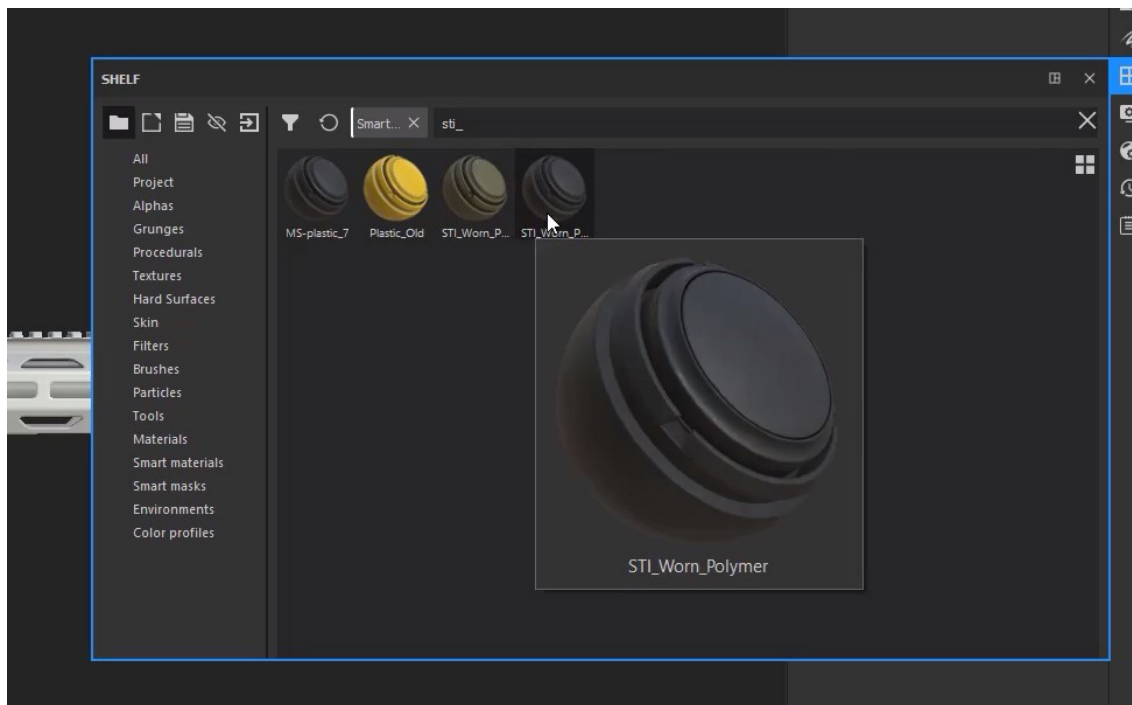 SHELF
Smart...
sti_
All
Project
Alphas
Grunges
Procedurals
Textures
Hard Surfaces
Skin
Filters
Brushes
Particles
Tools
Materials
Smart materials
Smart masks
Environments
Color profiles
MS-plastic_7
Plastic_Old
STI_Worn_P...
STI_Worn_P...
STI_Worn_Polymer